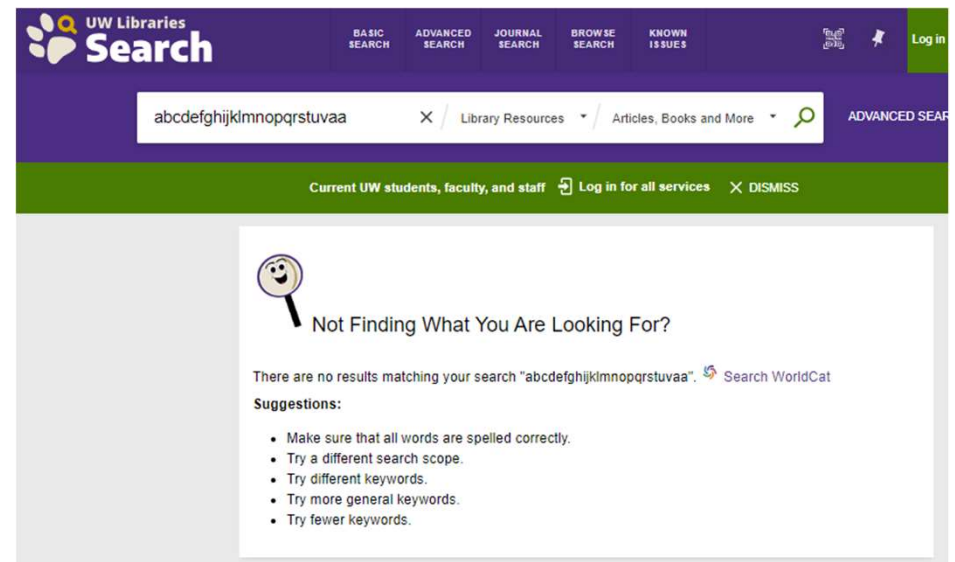 UW Libraries
Search
BASIC
SEARCH
ADVANCED
SEARCH
JOURNAL
SEARCH
BROWSE
SEARCH
KNOWN
ISSUES
Log in
abcdefghijklmnopqrstuvaa
Library Resources
Articles, Books and More
ADVANCED SEAR
Current UW students, faculty, and staff Log in for all services DISMISS
Not Finding What You Are Looking For?
There are no results matching your search "abcdefghijklmnopqrstuvaa". Search WorldCat
Suggestions:
Make sure that all words are spelled correctly.
Try a different search scope.
Try different keywords.
Try more general keywords.
Try fewer keywords.